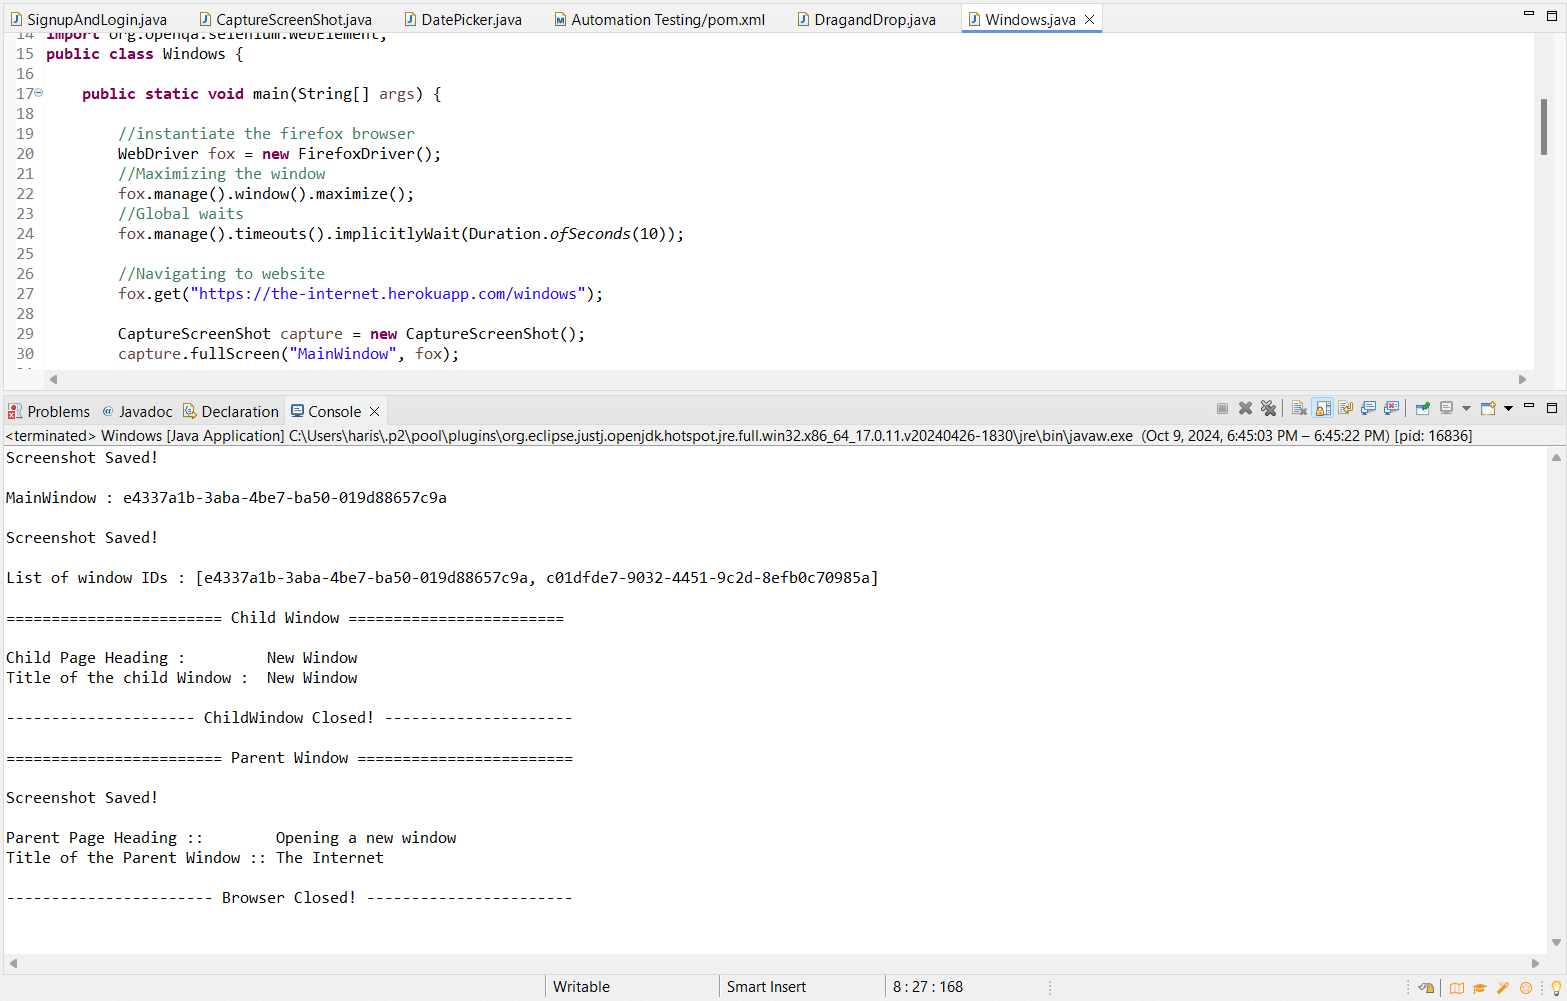 SignupAndLogin.java CaptureScreenShot.java DatePicker.java Automation Testing/pom.xml DragandDrop.java Windows.java
14 import org.openqa.selenium.WebElement;
15 public class Windows {
16
17 public static void main(String[] args) {
18
19 //instantiate the firefox browser
20 WebDriver fox = new FirefoxDriver();
21 //Maximizing the window
22 fox.manage().window().maximize();
23 //Global waits
24 fox.manage().timeouts().implicitlyWait(Duration.ofSeconds(10));
25
26 //Navigating to website
27 fox.get("https://the-internet.herokuapp.com/windows");
28
29 CaptureScreenShot capture = new CaptureScreenShot();
30 capture.fullScreen("MainWindow", fox);
Problems @ Javadoc Declaration Console
<terminated> Windows [Java Application] C:\Users\haris\.p2\pool\plugins\org.eclipse.justj.openjdk.hotspot.jre.full.win32.x86_64_17.0.11.v20240426-1830\jre\bin\javaw.exe (Oct 9, 2024, 6:45:03 PM – 6:45:22 PM) [pid: 16836]
Screenshot Saved!
MainWindow : e4337a1b-3aba-4be7-ba50-019d88657c9a
Screenshot Saved!
List of window IDs : [e4337a1b-3aba-4be7-ba50-019d88657c9a, c01dfde7-9032-4451-9c2d-8efb0c70985a]
======================== Child Window ========================
Child Page Heading : New Window
Title of the child Window : New Window
--------------------- ChildWindow Closed! ---------------------
======================== Parent Window ========================
Screenshot Saved!
Parent Page Heading :: Opening a new window
Title of the Parent Window :: The Internet
----------------------- Browser Closed! -----------------------
Writable Smart Insert 8 : 27 : 168